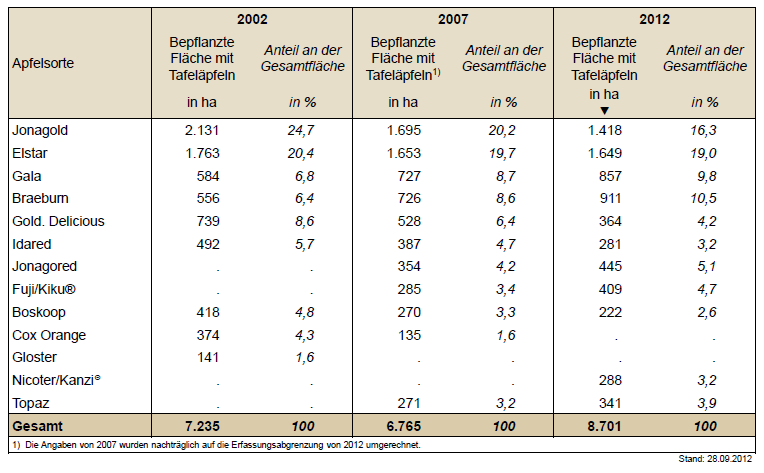 2002 2007 2012
Apfelsorte
Bepflanzte Fläche mit Tafeläpfeln Anteil an der Gesamtfläche Bepflanzte Fläche mit Tafeläpfeln1) Anteil an der Gesamtfläche Bepflanzte Fläche mit Tafeläpfeln Anteil an der Gesamtfläche
in ha in % in ha in % in ha ▼ in %
Jonagold 2.131 24,7 1.695 20,2 1.418 16,3
Elstar 1.763 20,4 1.653 19,7 1.649 19,0
Gala 584 6,8 727 8,7 857 9,8
Braeburn 556 6,4 726 8,6 911 10,5
Gold. Delicious 739 8,6 528 6,4 364 4,2
Idared 492 5,7 387 4,7 281 3,2
Jonagored . . 354 4,2 445 5,1
Fuji/Kiku® . . 285 3,4 409 4,7
Boskoop 418 4,8 270 3,3 222 2,6
Cox Orange 374 4,3 135 1,6 . .
Gloster 141 1,6 . . . .
Nicoter/Kanzi® . . . . 288 3,2
Topaz . . 271 3,2 341 3,9
Gesamt 7.235 100 6.765 100 8.701 100
1) Die Angaben von 2007 wurden nachträglich auf die Erfassungsabgrenzung von 2012 umgerechnet.
Stand: 28.09.2012